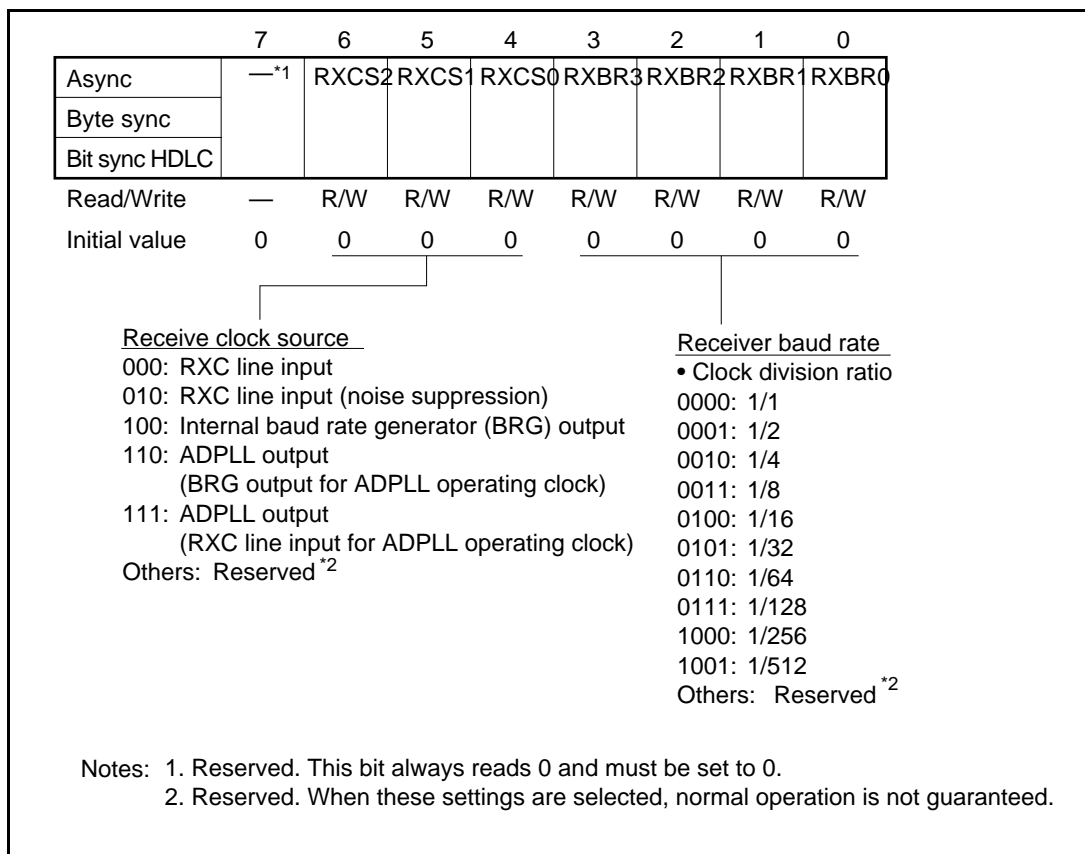 7 6 5 4 3 2 1 0
Async —*1 RXCS2 RXCS1 RXCS0 RXBR3 RXBR2 RXBR1 RXBR0
Byte sync
Bit sync HDLC
Read/Write — R/W R/W R/W R/W R/W R/W R/W
Initial value 0 0 0 0 0 0 0 0
Receive clock source
000: RXC line input
010: RXC line input (noise suppression)
100: Internal baud rate generator (BRG) output
110: ADPLL output
(BRG output for ADPLL operating clock)
111: ADPLL output
(RXC line input for ADPLL operating clock)
Others: Reserved *2
Receiver baud rate
• Clock division ratio
0000: 1/1
0001: 1/2
0010: 1/4
0011: 1/8
0100: 1/16
0101: 1/32
0110: 1/64
0111: 1/128
1000: 1/256
1001: 1/512
Others: Reserved *2
Notes: 1. Reserved. This bit always reads 0 and must be set to 0.
2. Reserved. When these settings are selected, normal operation is not guaranteed.